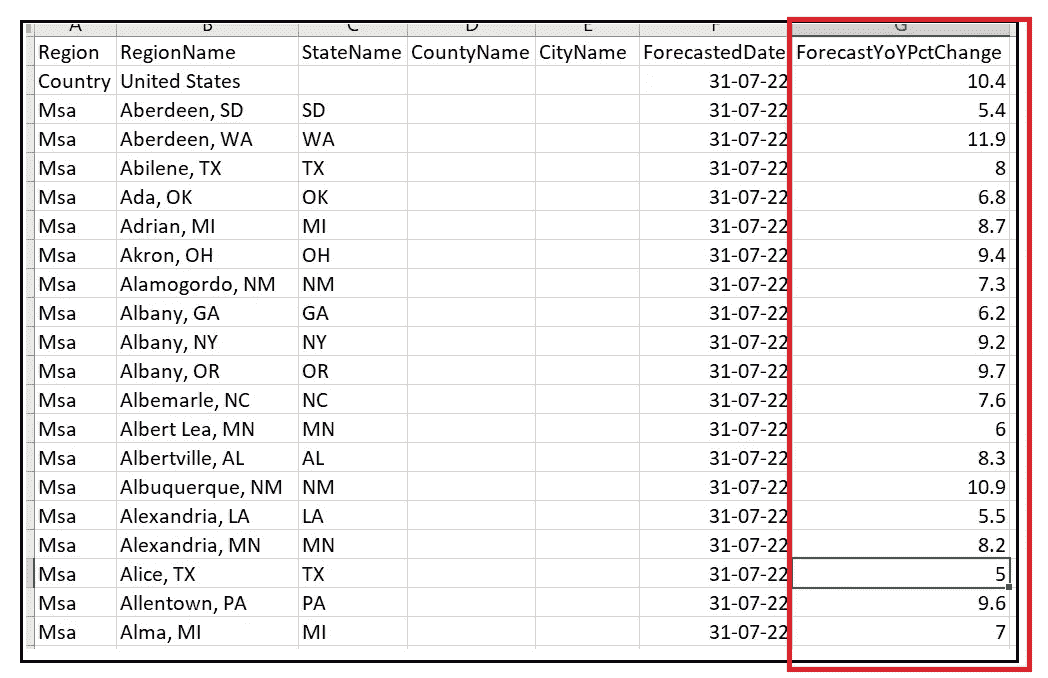 A B C D E F G
Region RegionName StateName CountyName CityName ForecastedDate ForecastYoYPctChange
Country United States 31-07-22 10.4
Msa Aberdeen, SD SD 31-07-22 5.4
Msa Aberdeen, WA WA 31-07-22 11.9
Msa Abilene, TX TX 31-07-22 8
Msa Ada, OK OK 31-07-22 6.8
Msa Adrian, MI MI 31-07-22 8.7
Msa Akron, OH OH 31-07-22 9.4
Msa Alamogordo, NM NM 31-07-22 7.3
Msa Albany, GA GA 31-07-22 6.2
Msa Albany, NY NY 31-07-22 9.2
Msa Albany, OR OR 31-07-22 9.7
Msa Albemarle, NC NC 31-07-22 7.6
Msa Albert Lea, MN MN 31-07-22 6
Msa Albertville, AL AL 31-07-22 8.3
Msa Albuquerque, NM NM 31-07-22 10.9
Msa Alexandria, LA LA 31-07-22 5.5
Msa Alexandria, MN MN 31-07-22 8.2
Msa Alice, TX TX 31-07-22 5
Msa Allentown, PA PA 31-07-22 9.6
Msa Alma, MI MI 31-07-22 7